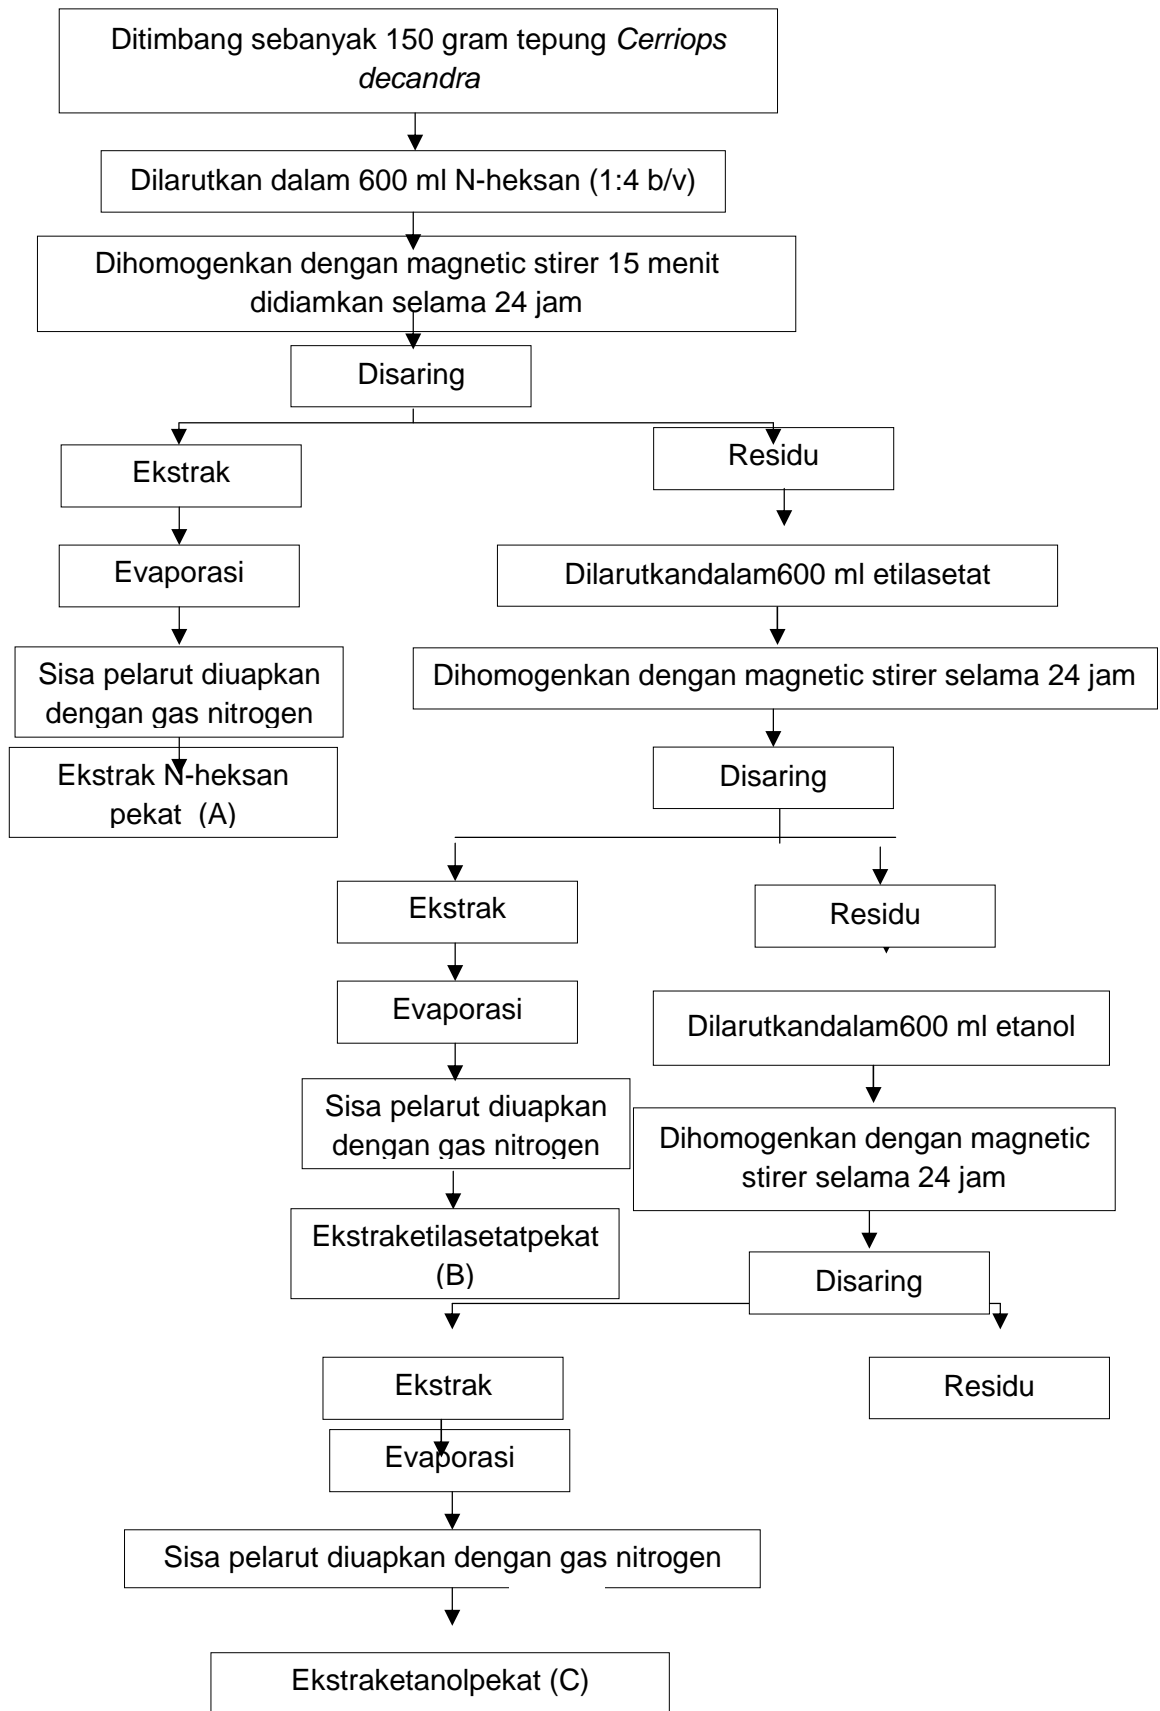 Ditimbang sebanyak 150 gram tepung Cerriops
decandra
Dilarutkan dalam 600 ml N-heksan (1:4 b/v)
Dihomogenkan dengan magnetic stirer 15 menit
didiamkan selama 24 jam
Disaring
Ekstrak
Residu
Evaporasi
Dilarutkandalam600 ml etilasetat
Sisa pelarut diuapkan
dengan gas nitrogen
Dihomogenkan dengan magnetic stirer selama 24 jam
Ekstrak N-heksan
pekat (A)
Disaring
Ekstrak
Residu
Evaporasi
Dilarutkandalam600 ml etanol
Sisa pelarut diuapkan
dengan gas nitrogen
Dihomogenkan dengan magnetic
stirer selama 24 jam
Ekstraketilasetatpekat
(B)
Disaring
Ekstrak
Residu
Evaporasi
Sisa pelarut diuapkan dengan gas nitrogen
Ekstraketanolpekat (C)